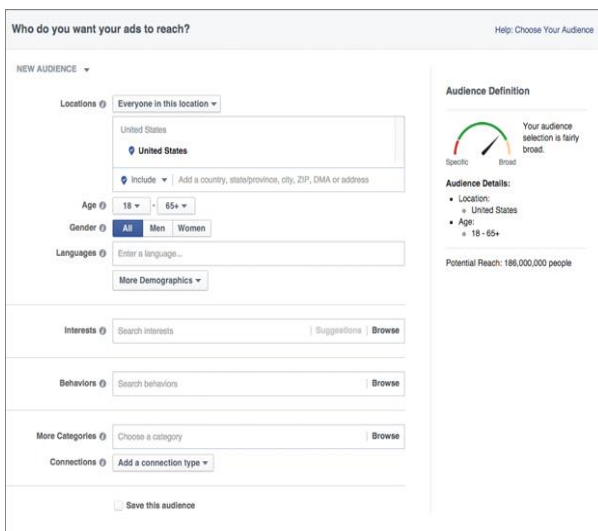 Who do you want your ads to reach?
Help: Choose Your Audience
NEW AUDIENCE
Locations
Everyone in this location
United States
United States
Include
Add a country, state/province, city, ZIP, DMA or address
Age
18 - 65+
Gender
All Men Women
Languages
Enter a language...
More Demographics
Interests
Search interests
Suggestions
Browse
Behaviors
Search behaviors
Browse
More Categories
Choose a category
Browse
Connections
Add a connection type
Save this audience
Audience Definition
Your audience
selection is fairly
broad.
Specific
Broad
Audience Details:
Location:
United States
Age:
18 - 65+
Potential Reach: 186,000,000 people